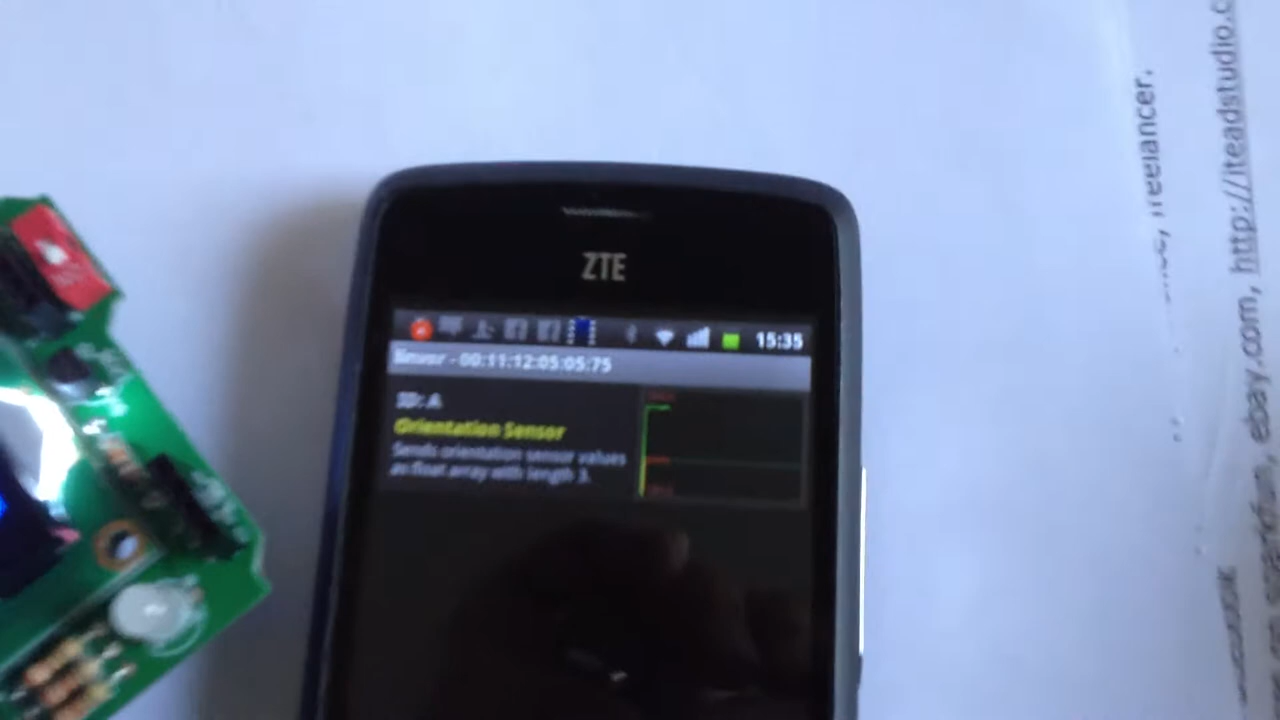 ZTE
15:35
- 00:11:12:05:05:75
ID: A
Orientation Sensor
Sends orientation sensor values
as float array with length 3.
freelancer.
http://iteadstudio.c
ebay.com,